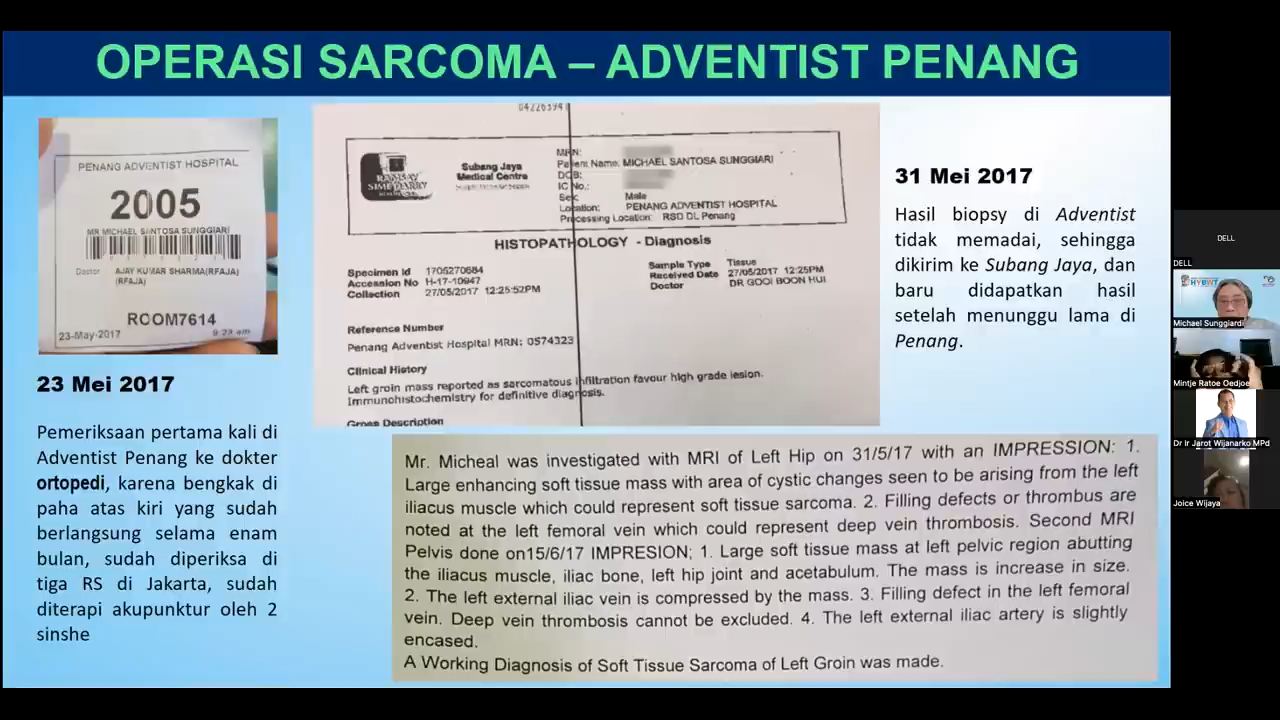 OPERASI SARCOMA – ADVENTIST PENANG
PENANG ADVENTIST HOSPITAL
2005
MR MICHAEL SANTOSA SUNGGIARI
Doctor AJAY KUMAR SHARMA(RFAJA)
(RFAJA)
ROOM7614
23-May-2017 9:29 am
23 Mei 2017
Pemeriksaan pertama kali di
Adventist Penang ke dokter
ortopedi, karena bengkak di
paha atas kiri yang sudah
berlangsung selama enam
bulan, sudah diperiksa di
tiga RS di Jakarta, sudah
diterapi akupunktur oleh 2
sinshe
RAMSAY
SIME DARBY
Subang Jaya
Medical Centre
MRN:
Patient Name: MICHAEL SANTOSA SUNGGIARI
DOB:
IC No.:
Sex: Male
Location: PENANG ADVENTIST HOSPITAL
Processing Location: RSD DL Penang
HISTOPATHOLOGY - Diagnosis
Specimen Id 1705270684
Accession No H-17-10947
Collection 27/05/2017 12:25:52PM
Sample Type Tissue
Received Date 27/05/2017 12:25PM
Doctor DR GOOI BOON HUI
Reference Number
Penang Adventist Hospital MRN: 0574323
Clinical History
Left groin mass reported as sarcomatous infiltration favour high grade lesion.
Immunohistochemistry for definitive diagnosis.
Gross Description
31 Mei 2017
Hasil biopsy di Adventist
tidak memadai, sehingga
dikirim ke Subang Jaya, dan
baru didapatkan hasil
setelah menunggu lama di
Penang.
Mr. Micheal was investigated with MRI of Left Hip on 31/5/17 with an IMPRESSION: 1.
Large enhancing soft tissue mass with area of cystic changes seen to be arising from the left
iliacus muscle which could represent soft tissue sarcoma. 2. Filling defects or thrombus are
noted at the left femoral vein which could represent deep vein thrombosis. Second MRI
Pelvis done on15/6/17 IMPRESION; 1. Large soft tissue mass at left pelvic region abutting
the iliacus muscle, iliac bone, left hip joint and acetabulum. The mass is increase in size.
2. The left external iliac vein is compressed by the mass. 3. Filling defect in the left femoral
vein. Deep vein thrombosis cannot be excluded. 4. The left external iliac artery is slightly
encased.
A Working Diagnosis of Soft Tissue Sarcoma of Left Groin was made.
DELL
DELL
Michael Sunggiardi
Mintje Ratoe Oedjoe
Dr Ir Jarot Wijanarko MPd
Joice Wijaya